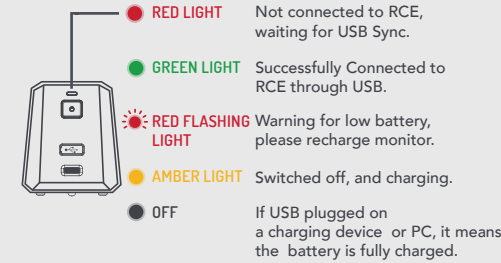 RED LIGHT Not connected to RCE,
waiting for USB Sync.
GREEN LIGHT Successfully Connected to
RCE through USB.
RED FLASHING Warning for low battery,
LIGHT please recharge monitor.
AMBER LIGHT Switched off, and charging.
OFF If USB plugged on
a charging device or PC, it means
the battery is fully charged.